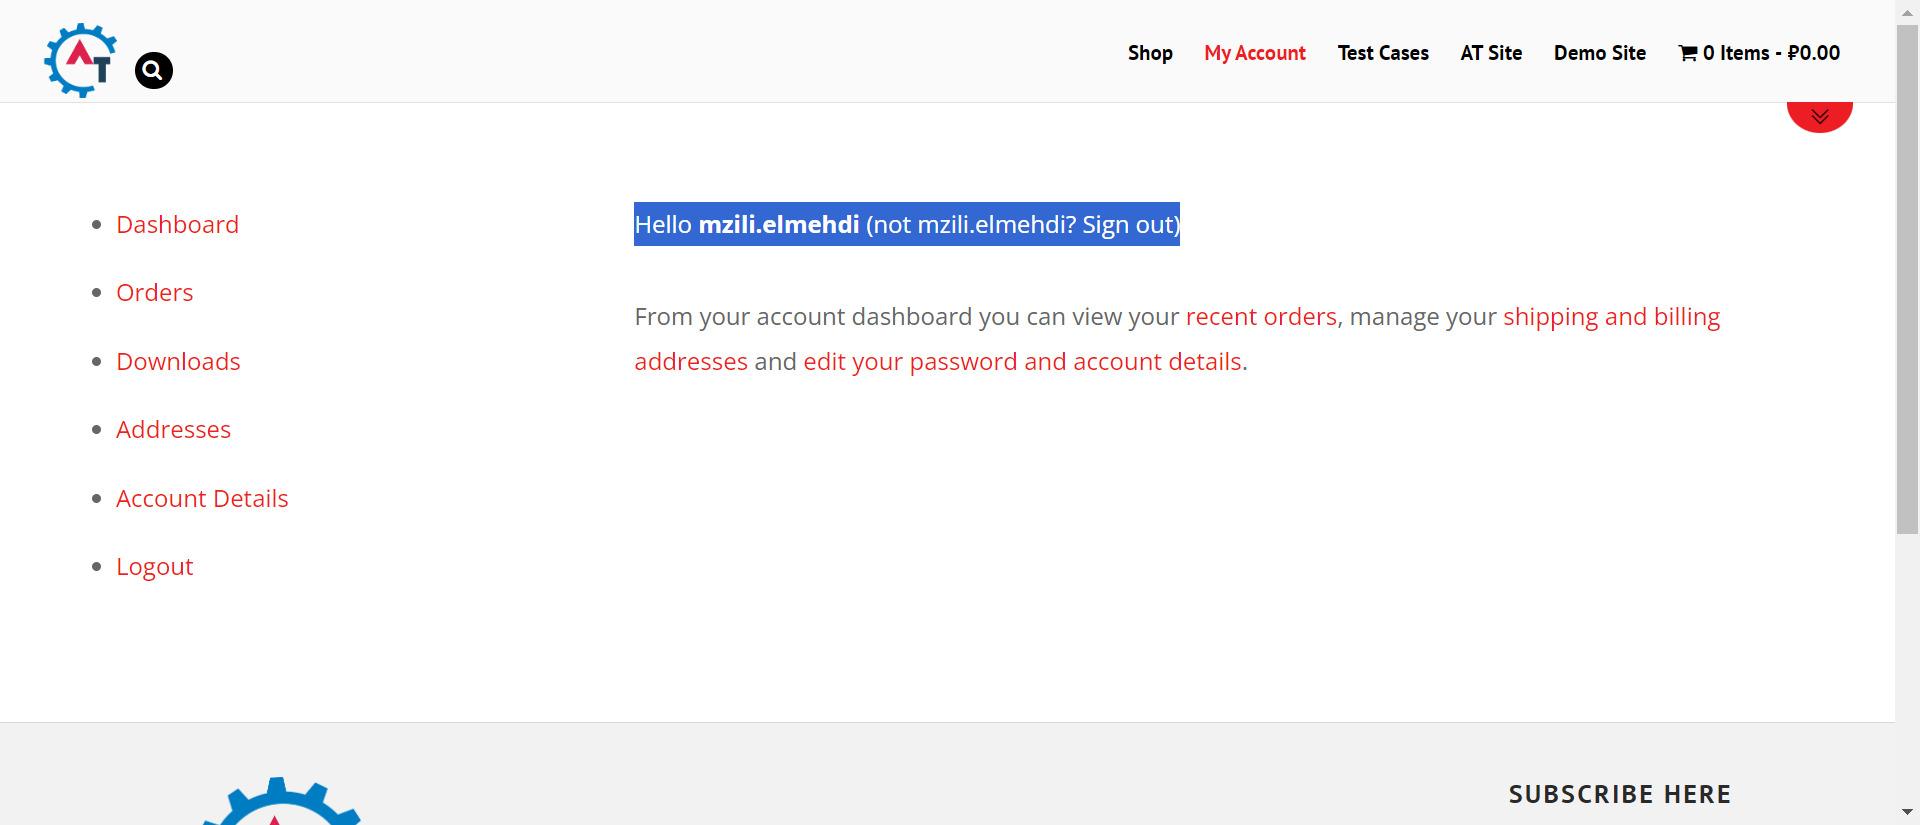 AT
Shop
My Account
Test Cases
AT Site
Demo Site
0 Items - ₽0.00
Dashboard
Orders
Downloads
Addresses
Account Details
Logout
Hello mzili.elmehdi (not mzili.elmehdi? Sign out)
From your account dashboard you can view your recent orders, manage your shipping and billing
addresses and edit your password and account details.
SUBSCRIBE HERE